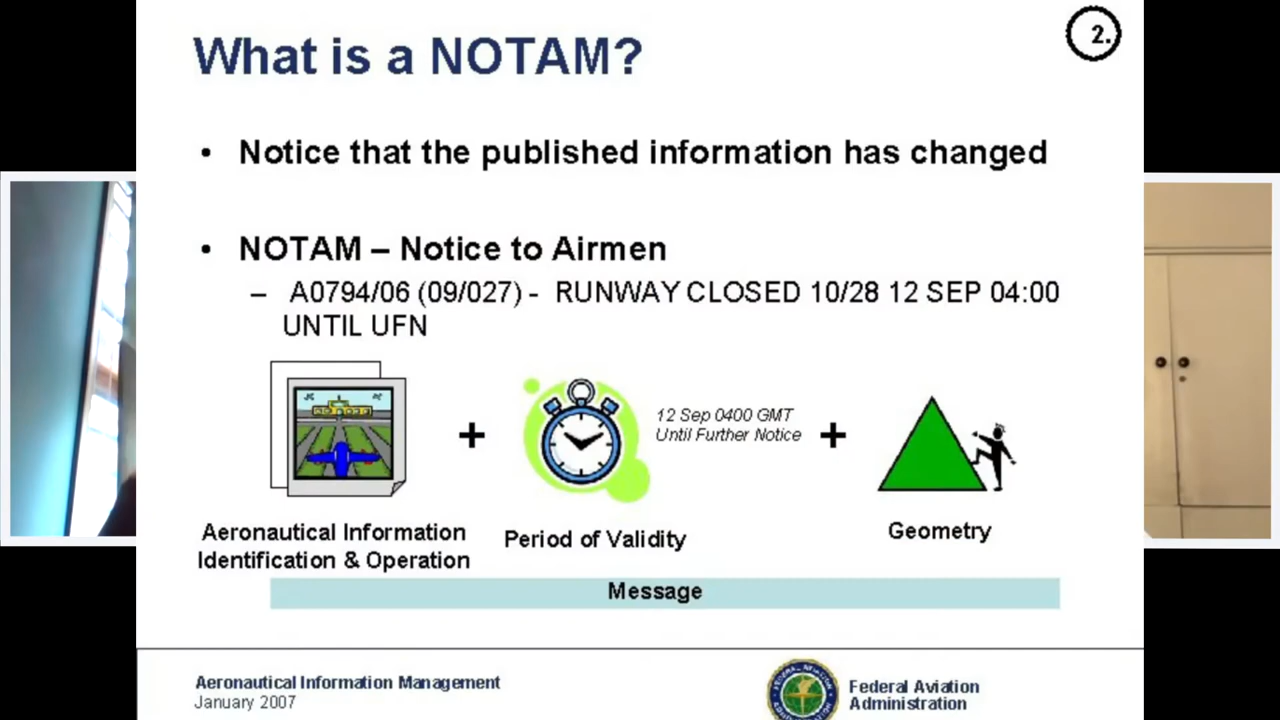 What is a NOTAM?
2.
• Notice that the published information has changed
• NOTAM – Notice to Airmen
– A0794/06 (09/027) - RUNWAY CLOSED 10/28 12 SEP 04:00
UNTIL UFN
12 Sep 0400 GMT
Until Further Notice
+
+
Aeronautical Information
Identification & Operation
Period of Validity
Geometry
Message
Aeronautical Information Management
January 2007
Federal Aviation
Administration